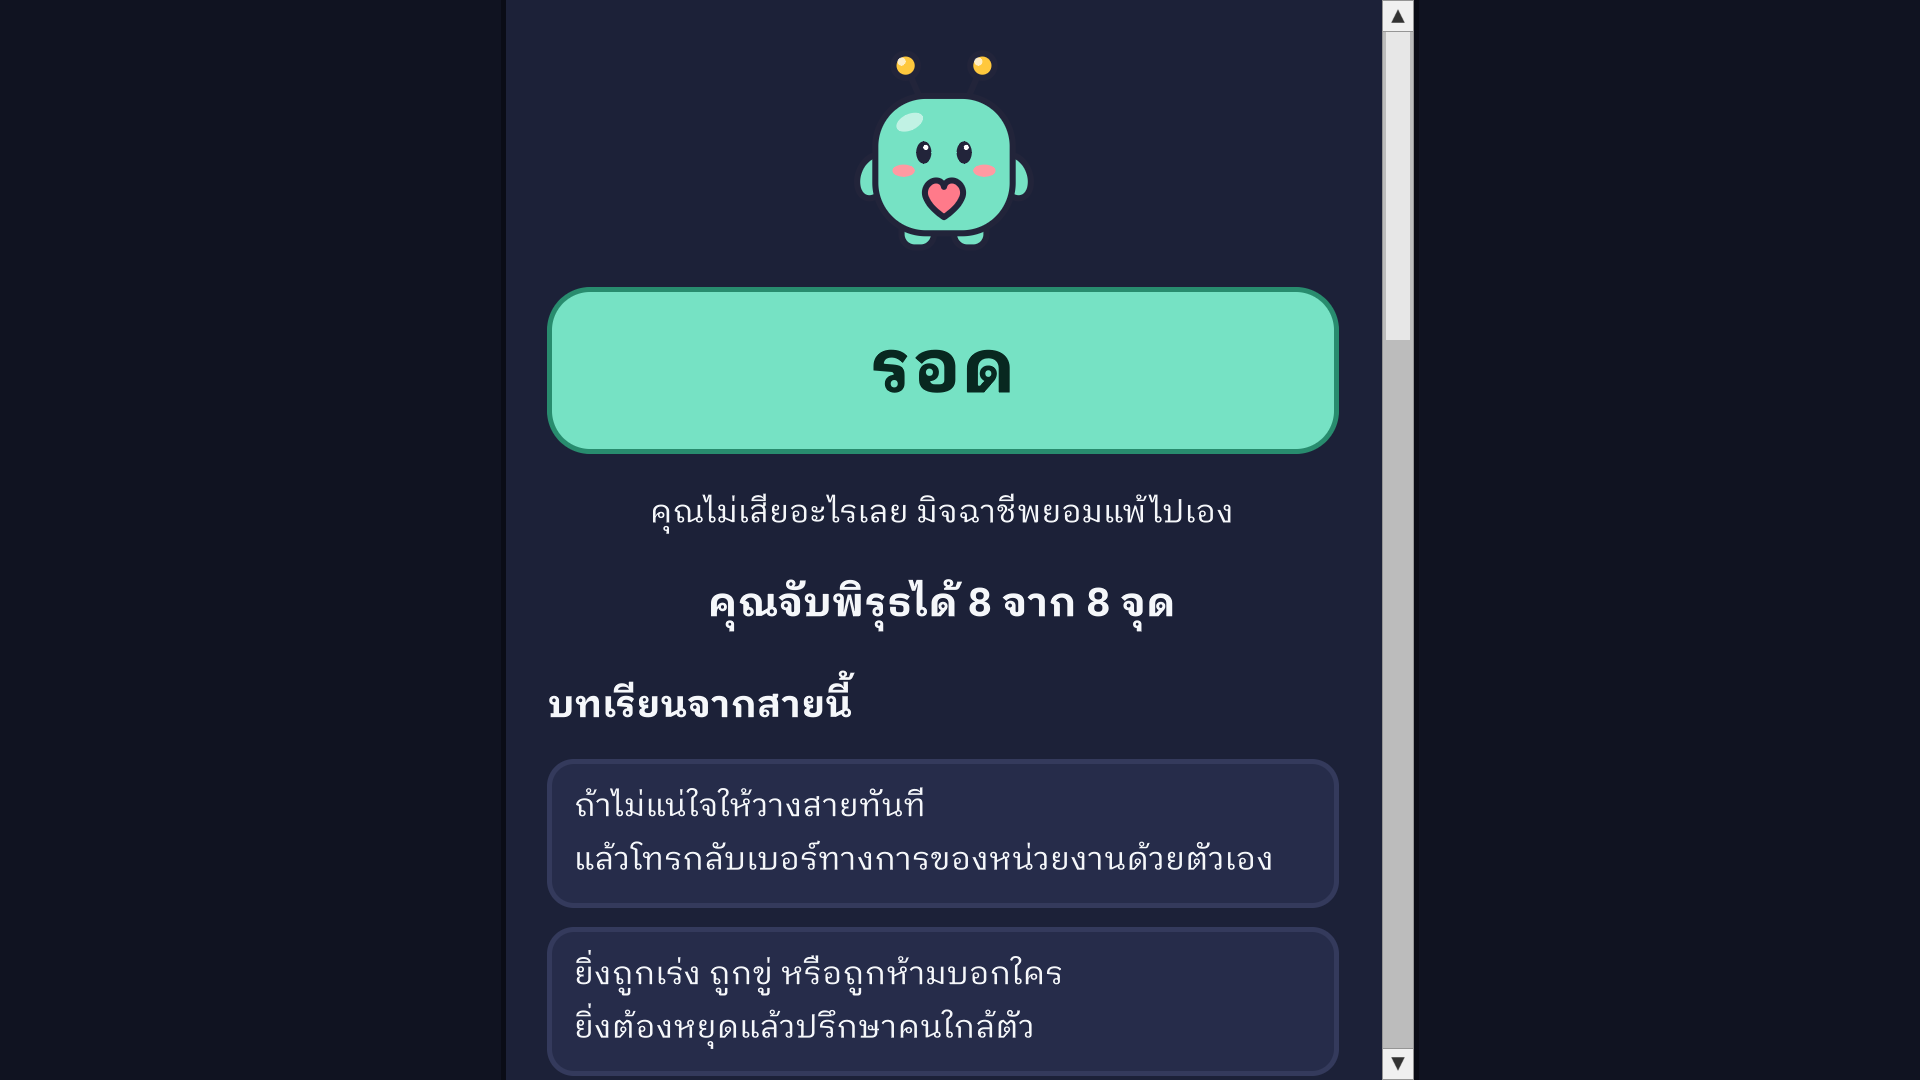 รอด
คุณไม่เสียอะไรเลย มิจฉาชีพยอมแพ้ไปเอง
คุณจับพิรุธได้ 8 จาก 8 จุด
บทเรียนจากสายนี้
ถ้าไม่แน่ใจให้วางสายทันที
แล้วโทรกลับเบอร์ทางการของหน่วยงานด้วยตัวเอง
ยิ่งถูกเร่ง ถูกขู่ หรือถูกห้ามบอกใคร
ยิ่งต้องหยุดแล้วปรึกษาคนใกล้ตัว